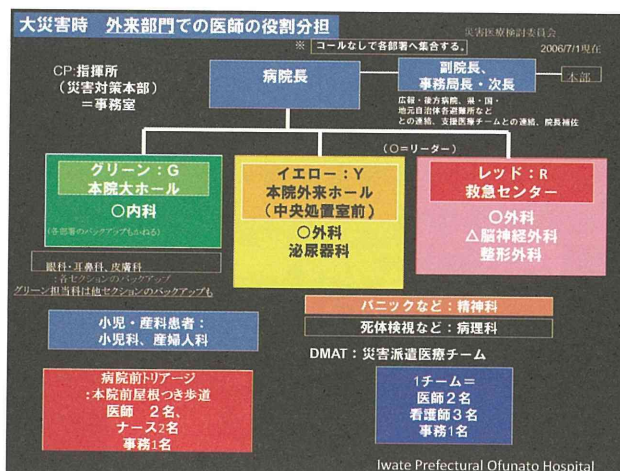 大災害時 外来部門での医師の役割分担
災害医療検討委員会
※ コールなしで各部署へ集合する。
2006/7/1現在
CP:指揮所
(災害対策本部)
=事務室
病院長
副院長、
事務局長・次長
本部
広報・後方病院、県・国・
地元自治体各避難所など
との連絡、支援医療チームとの連絡、院長補佐
(○=リーダー)
グリーン:G
本院大ホール
○内科
(各部署のバックアップもかねる)
イエロー:Y
本院外来ホール
(中央処置室前)
○外科
泌尿器科
レッド:R
救急センター
○外科
△脳神経外科
整形外科
眼科・耳鼻科、皮膚科
:各セクションのバックアップ
グリーン担当科は他セクションのバックアップも
パニックなど:精神科
死体検視など:病理科
小児・産科患者:
小児科、産婦人科
DMAT:災害派遣医療チーム
病院前トリアージ
:本院前屋根つき歩道
医師 2名、
ナース2名
事務1名
1チーム=
医師2名
看護師3名
事務1名
Iwate Prefectural Ofunato Hospital